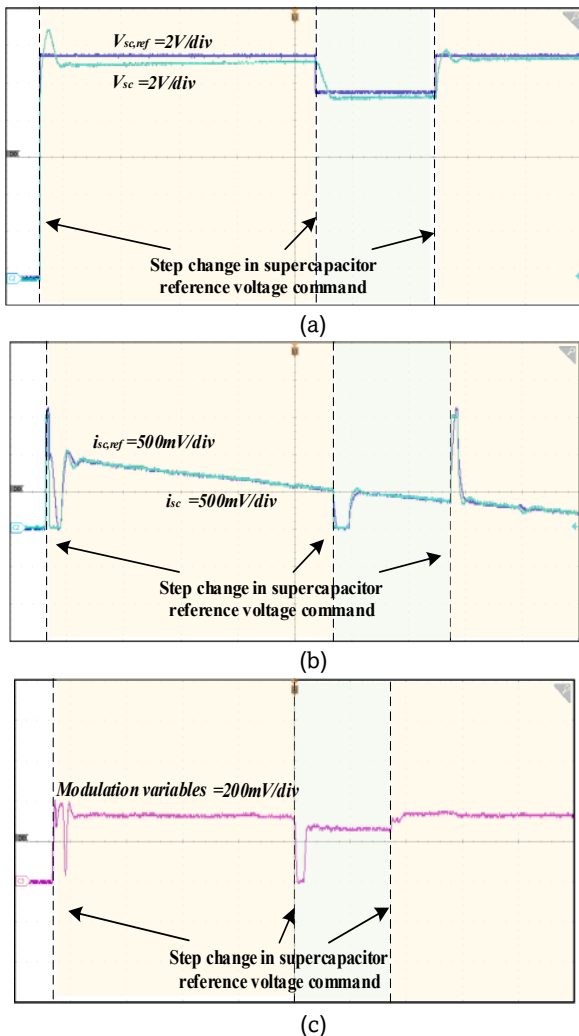 V_sc,ref =2V/div
V_sc =2V/div
Step change in supercapacitor
reference voltage command
(a)
i_sc,ref =500mV/div
i_sc =500mV/div
Step change in supercapacitor
reference voltage command
(b)
Modulation variables =200mV/div
Step change in supercapacitor
reference voltage command
(c)